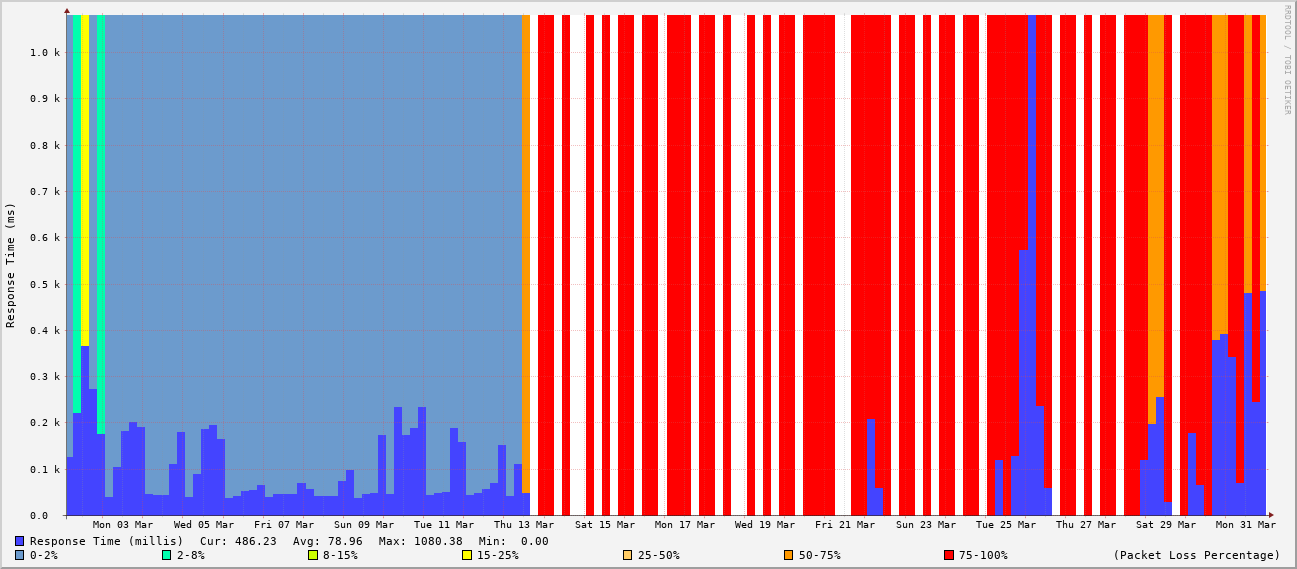 RRDTOOL / TOBI OETIKER
Response Time (ms)
1.0 k
0.9 k
0.8 k
0.7 k
0.6 k
0.5 k
0.4 k
0.3 k
0.2 k
0.1 k
0.0
Mon 03 Mar Wed 05 Mar Fri 07 Mar Sun 09 Mar Tue 11 Mar Thu 13 Mar Sat 15 Mar Mon 17 Mar Wed 19 Mar Fri 21 Mar Sun 23 Mar Tue 25 Mar Thu 27 Mar Sat 29 Mar Mon 31 Mar
Response Time (millis) Cur: 486.23 Avg: 78.96 Max: 1080.38 Min: 0.00
0-2% 2-8% 8-15% 15-25% 25-50% 50-75% 75-100% (Packet Loss Percentage)